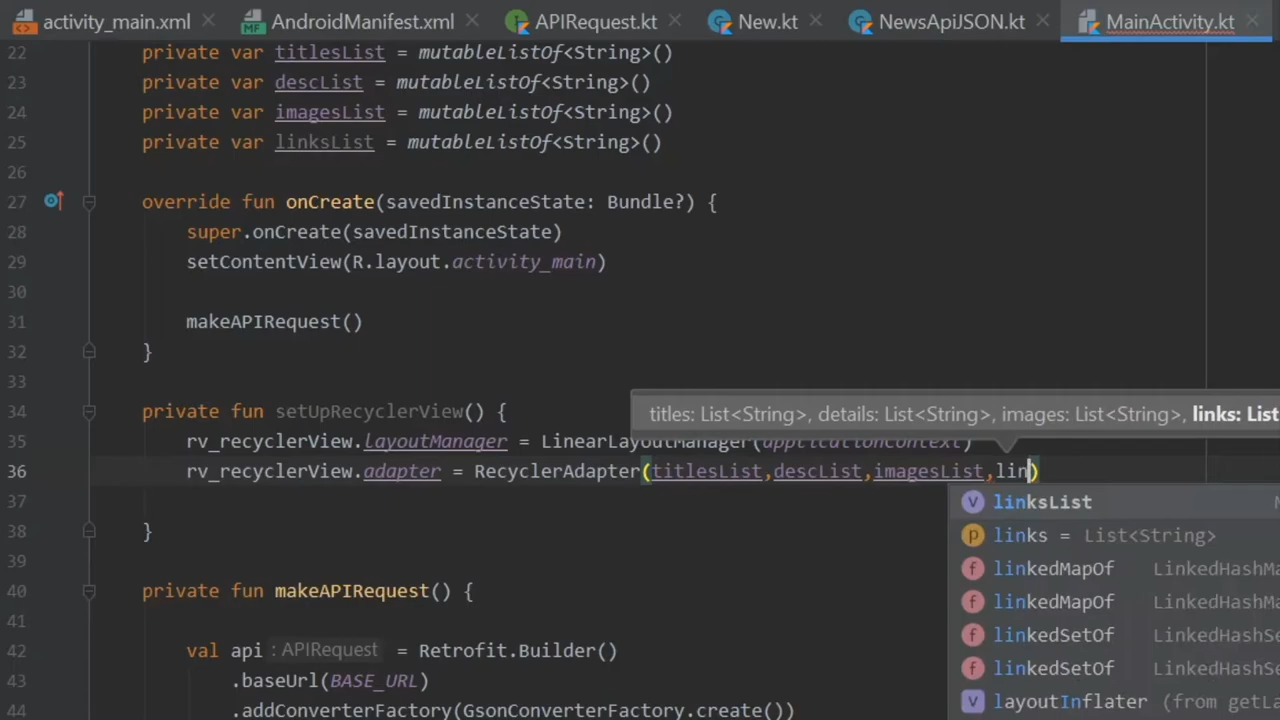 activity_main.xml AndroidManifest.xml APIRequest.kt New.kt NewsApiJSON.kt MainActivity.kt
22 private var titlesList = mutableListOf<String>()
23 private var descList = mutableListOf<String>()
24 private var imagesList = mutableListOf<String>()
25 private var linksList = mutableListOf<String>()
26
27 override fun onCreate(savedInstanceState: Bundle?) {
28 super.onCreate(savedInstanceState)
29 setContentView(R.layout.activity_main)
30
31 makeAPIRequest()
32 }
33
34 private fun setUpRecyclerView() {
titles: List<String>, details: List<String>, images: List<String>, links: List
35 rv_recyclerView.layoutManager = LinearLayoutManager(applicationContext)
36 rv_recyclerView.adapter = RecyclerAdapter(titlesList,descList,imagesList,lin)
37
linksList
38 }
links = List<String>
39
linkedMapOf LinkedHashMa
40 private fun makeAPIRequest() {
linkedMapOf LinkedHashMa
41
linkedSetOf LinkedHashSe
42 val api : APIRequest = Retrofit.Builder()
linkedSetOf LinkedHashSe
43 .baseUrl(BASE_URL)
layoutInflater (from getL
44 .addConverterFactory(GsonConverterFactory.create())